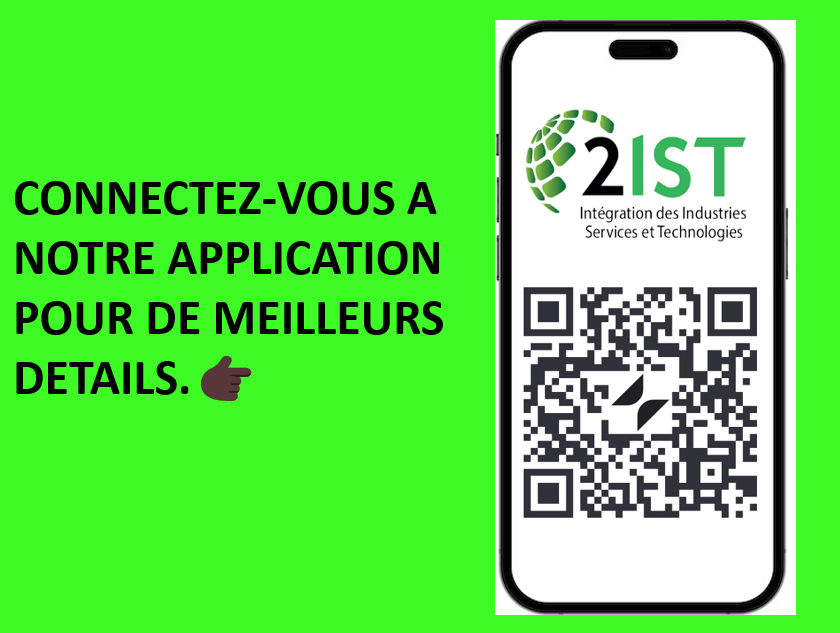 CONNECTEZ-VOUS A
NOTRE APPLICATION
POUR DE MEILLEURS
DETAILS.
2IST
Intégration des Industries
Services et Technologies